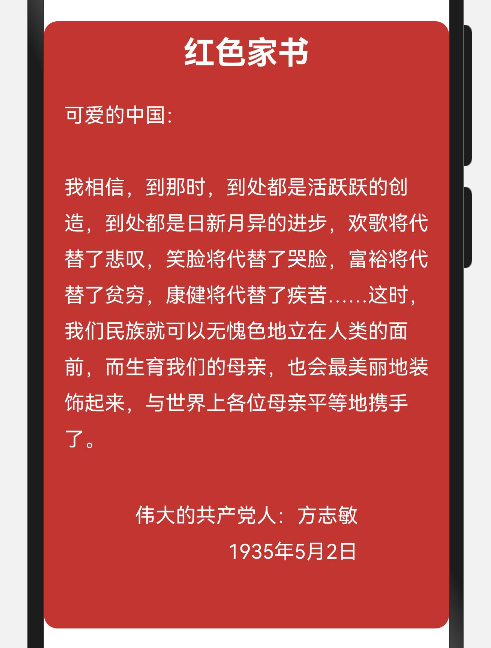 红色家书
可爱的中国：
我相信，到那时，到处都是活跃跃的创
造，到处都是日新月异的进步，欢歌将代
替了悲叹，笑脸将代替了哭脸，富裕将代
替了贫穷，康健将代替了疾苦……这时，
我们民族就可以无愧色地立在人类的面
前，而生育我们的母亲，也会最美丽地装
饰起来，与世界上各位母亲平等地携手
了。
伟大的共产党人：方志敏
1935年5月2日